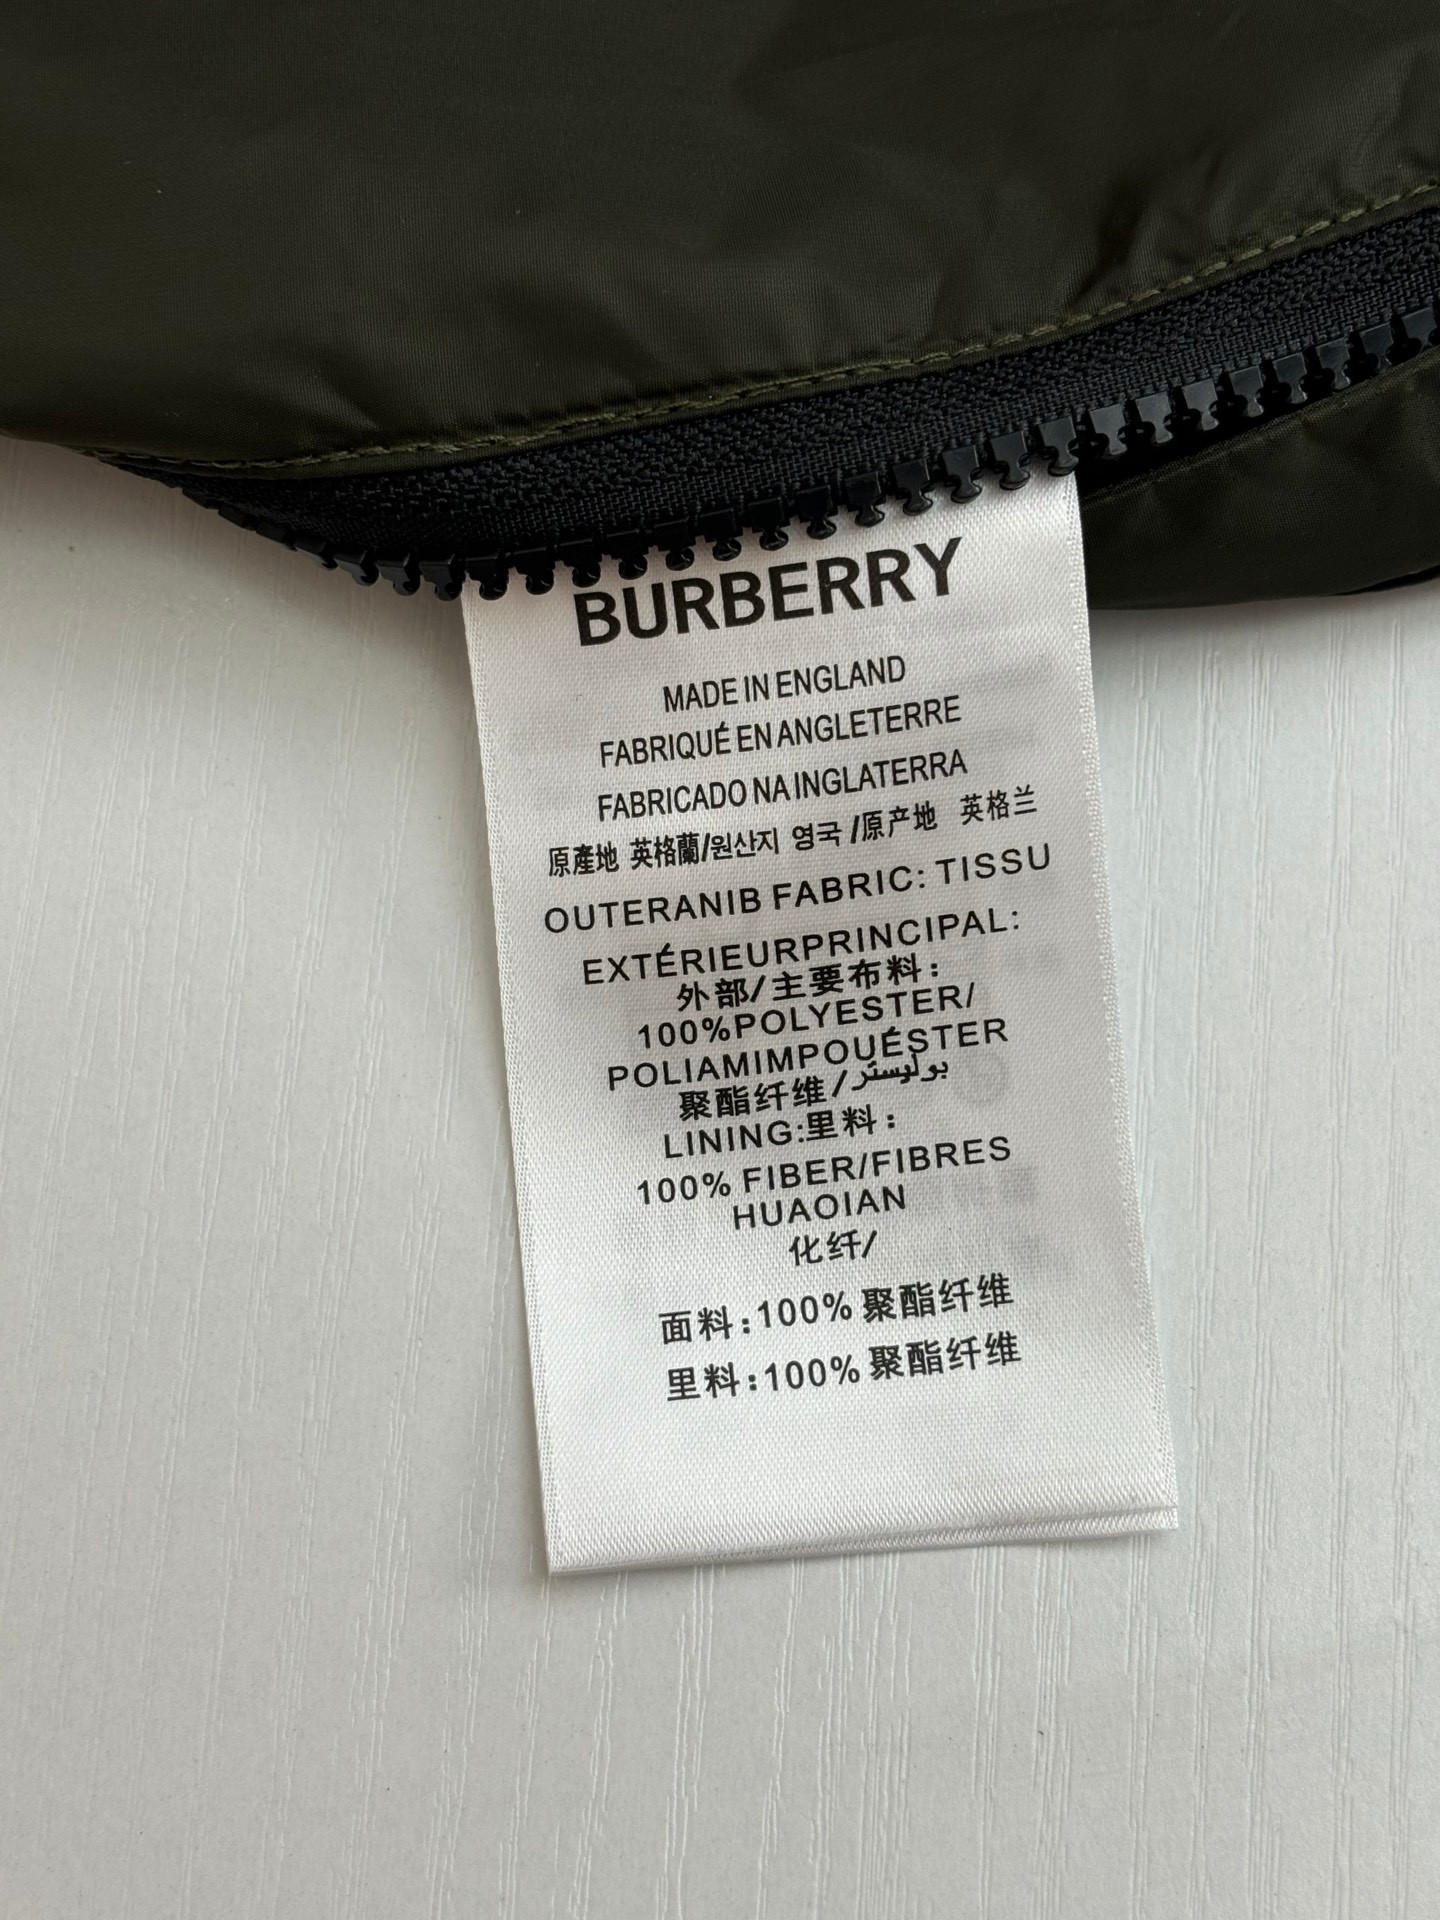 BURBERRY
MADE IN ENGLAND
FABRIQUÉ EN ANGLETERRE
FABRICADO NA INGLATERRA
原產地 英格蘭/원산지 영국/原产地 英格兰
OUTERANIB FABRIC: TISSU
EXTÉRIEURPRINCIPAL:
外部/主要布料:
100%POLYESTER/
POLIAMIMPOUÉSTER
聚酯纤维/بوليستر
LINING:里料:
100% FIBER/FIBRES
HUAOIAN
化纤/
面料:100%聚酯纤维
里料:100%聚酯纤维